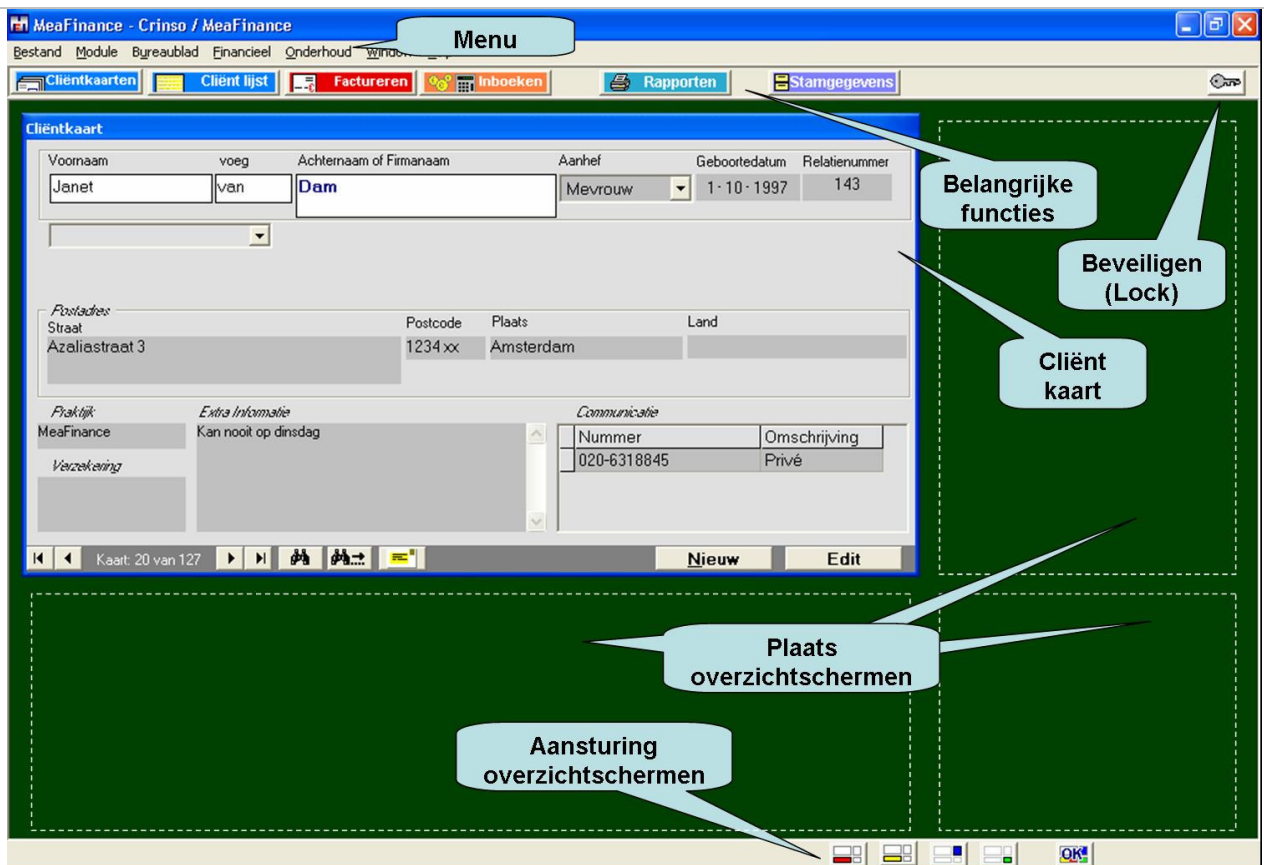 MeaFinance - Crinso / MeaFinance
Bestand Module Bureaublad Financieel Onderhoud
Menu
Cliëntkaarten Cliënt lijst Factureren Inboeken Rapporten Stamgegevens
Cliëntkaart
Voornaam voeg Achternaam of Firmanaam Aanhef Geboortedatum Relatienummer
Janet van Dam Mevrouw 1-10-1997 143
Belangrijke
functies
Beveiligen
(Lock)
Postadres
Straat Postcode Plaats Land
Azaliastraat 3 1234 xx Amsterdam
Cliënt
kaart
Praktijk Extra Informatie Communicatie
MeaFinance Kan nooit op dinsdag Nummer Omschrijving
Verzekering 020-6318845 Privé
Kaart: 20 van 127 Nieuw Edit
Plaats
overzichtschermen
Aansturing
overzichtschermen
OK